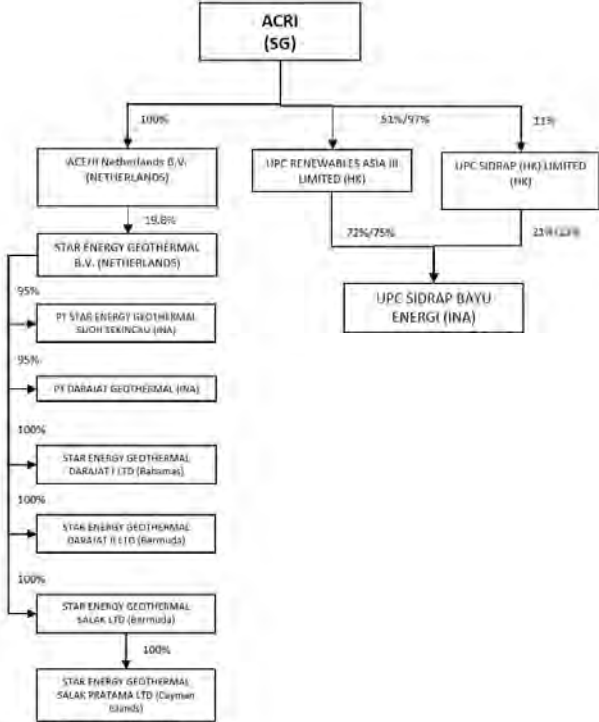 ACRI
(SG)
100%
51%/97%
11%
ACEHI Netherlands B.V.
(NETHERLANDS)
UPC RENEWABLES ASIA III
LIMITED (HK)
UPC SIDRAP (HK) LIMITED
(HK)
19.8%
72%/75%
STAR ENERGY GEOTHERMAL
B.V. (NETHERLANDS)
UPC SIDRAP BAYU
ENERGI (INA)
95%
PT STAR ENERGY GEOTHERMAL
SUOH SEKINCAU (INA)
95%
PT DARAJAT GEOTHERMAL (INA)
100%
STAR ENERGY GEOTHERMAL
DARAJAT I LTD (Bahamas)
100%
STAR ENERGY GEOTHERMAL
DARAJAT II LTD (Bermuda)
100%
STAR ENERGY GEOTHERMAL
SALAK LTD (Bermuda)
100%
STAR ENERGY GEOTHERMAL
SALAK PRATAMA LTD (Cayman
Islands)